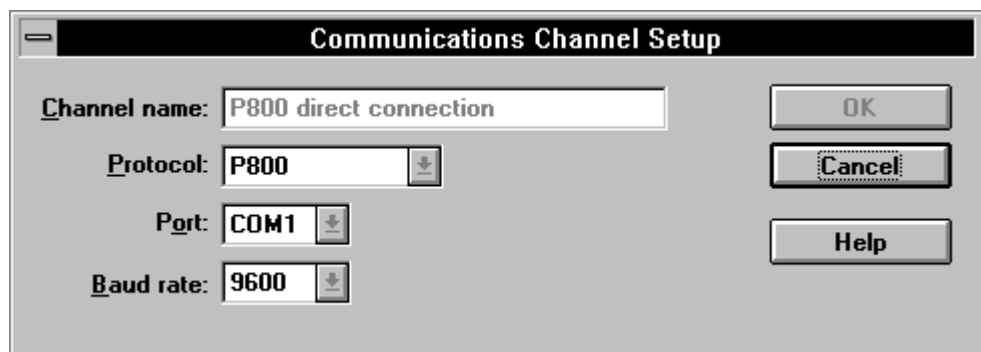 Communications Channel Setup
Channel name: P800 direct connection OK
Protocol: P800 Cancel
Port: COM1
Help
Baud rate: 9600